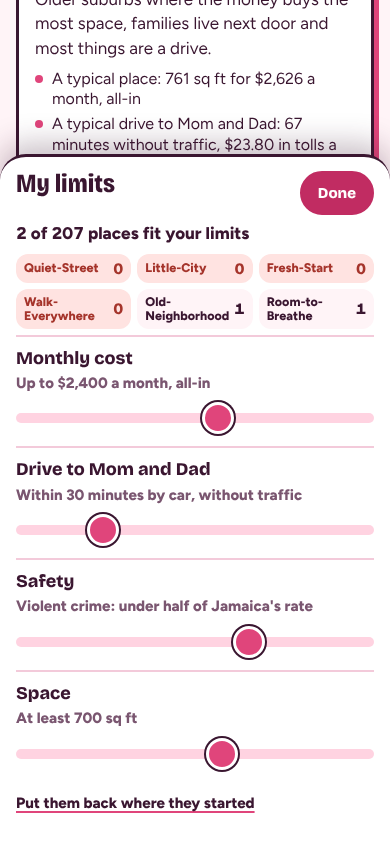 Older suburbs where the money buys the
most space, families live next door and
most things are a drive.
A typical place: 761 sq ft for $2,626 a
month, all-in
A typical drive to Mom and Dad: 67
minutes without traffic, $23.80 in tolls a
My limits
Done
2 of 207 places fit your limits
Quiet-Street 0
Little-City 0
Fresh-Start 0
Walk-
Everywhere 0
Old-
Neighborhood 1
Room-to-
Breathe 1
Monthly cost
Up to $2,400 a month, all-in
Drive to Mom and Dad
Within 30 minutes by car, without traffic
Safety
Violent crime: under half of Jamaica's rate
Space
At least 700 sq ft
Put them back where they started